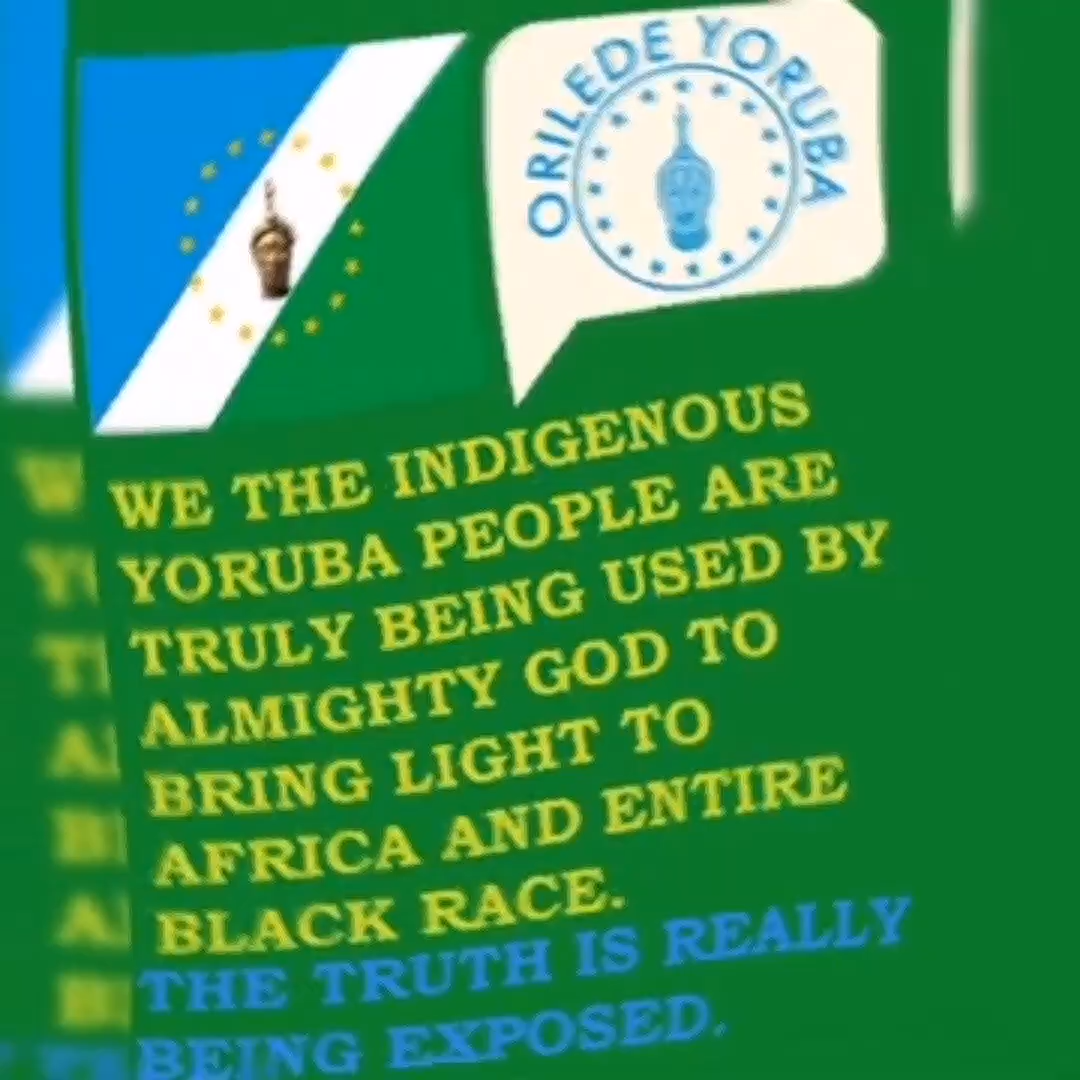 ORILEDE YORUBA
WE THE INDIGENOUS
YORUBA PEOPLE ARE
TRULY BEING USED BY
ALMIGHTY GOD TO
BRING LIGHT TO
AFRICA AND ENTIRE
BLACK RACE.
THE TRUTH IS REALLY
BEING EXPOSED.